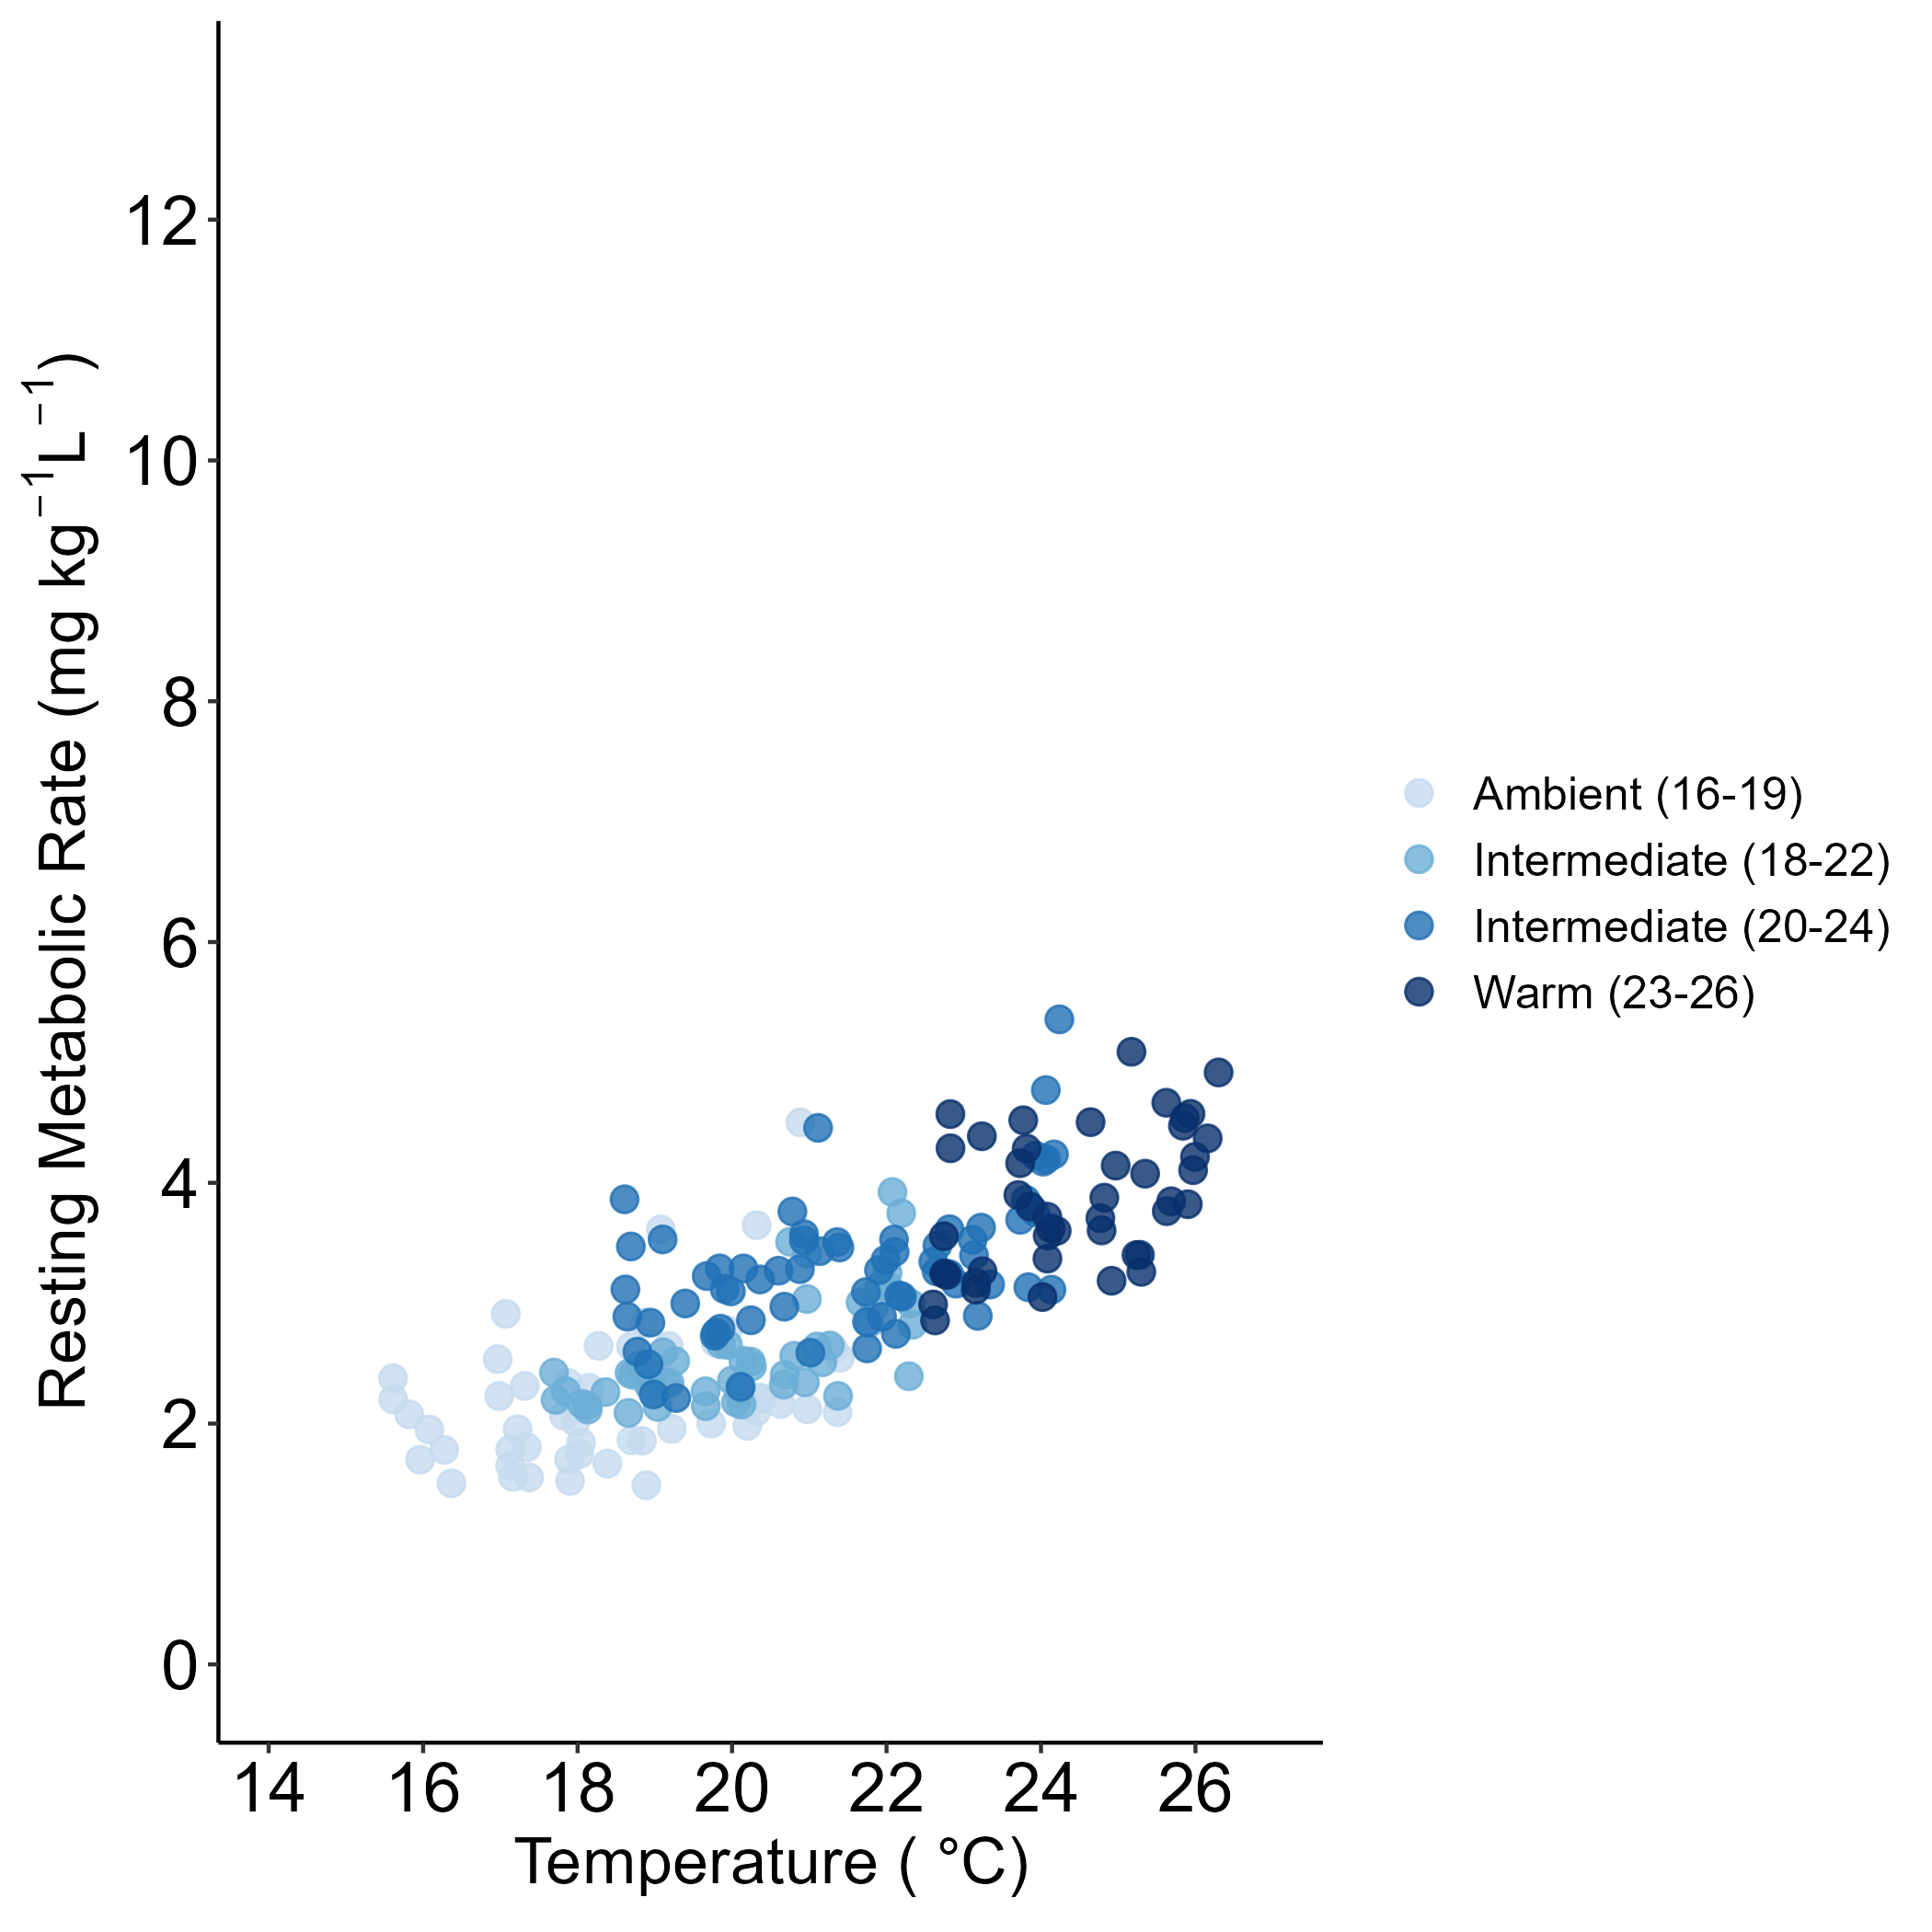 Resting Metabolic Rate (mg kg⁻¹L⁻¹)
12
10
8
6
4
2
0
14 16 18 20 22 24 26
Temperature ( °C)
Ambient (16-19)
Intermediate (18-22)
Intermediate (20-24)
Warm (23-26)